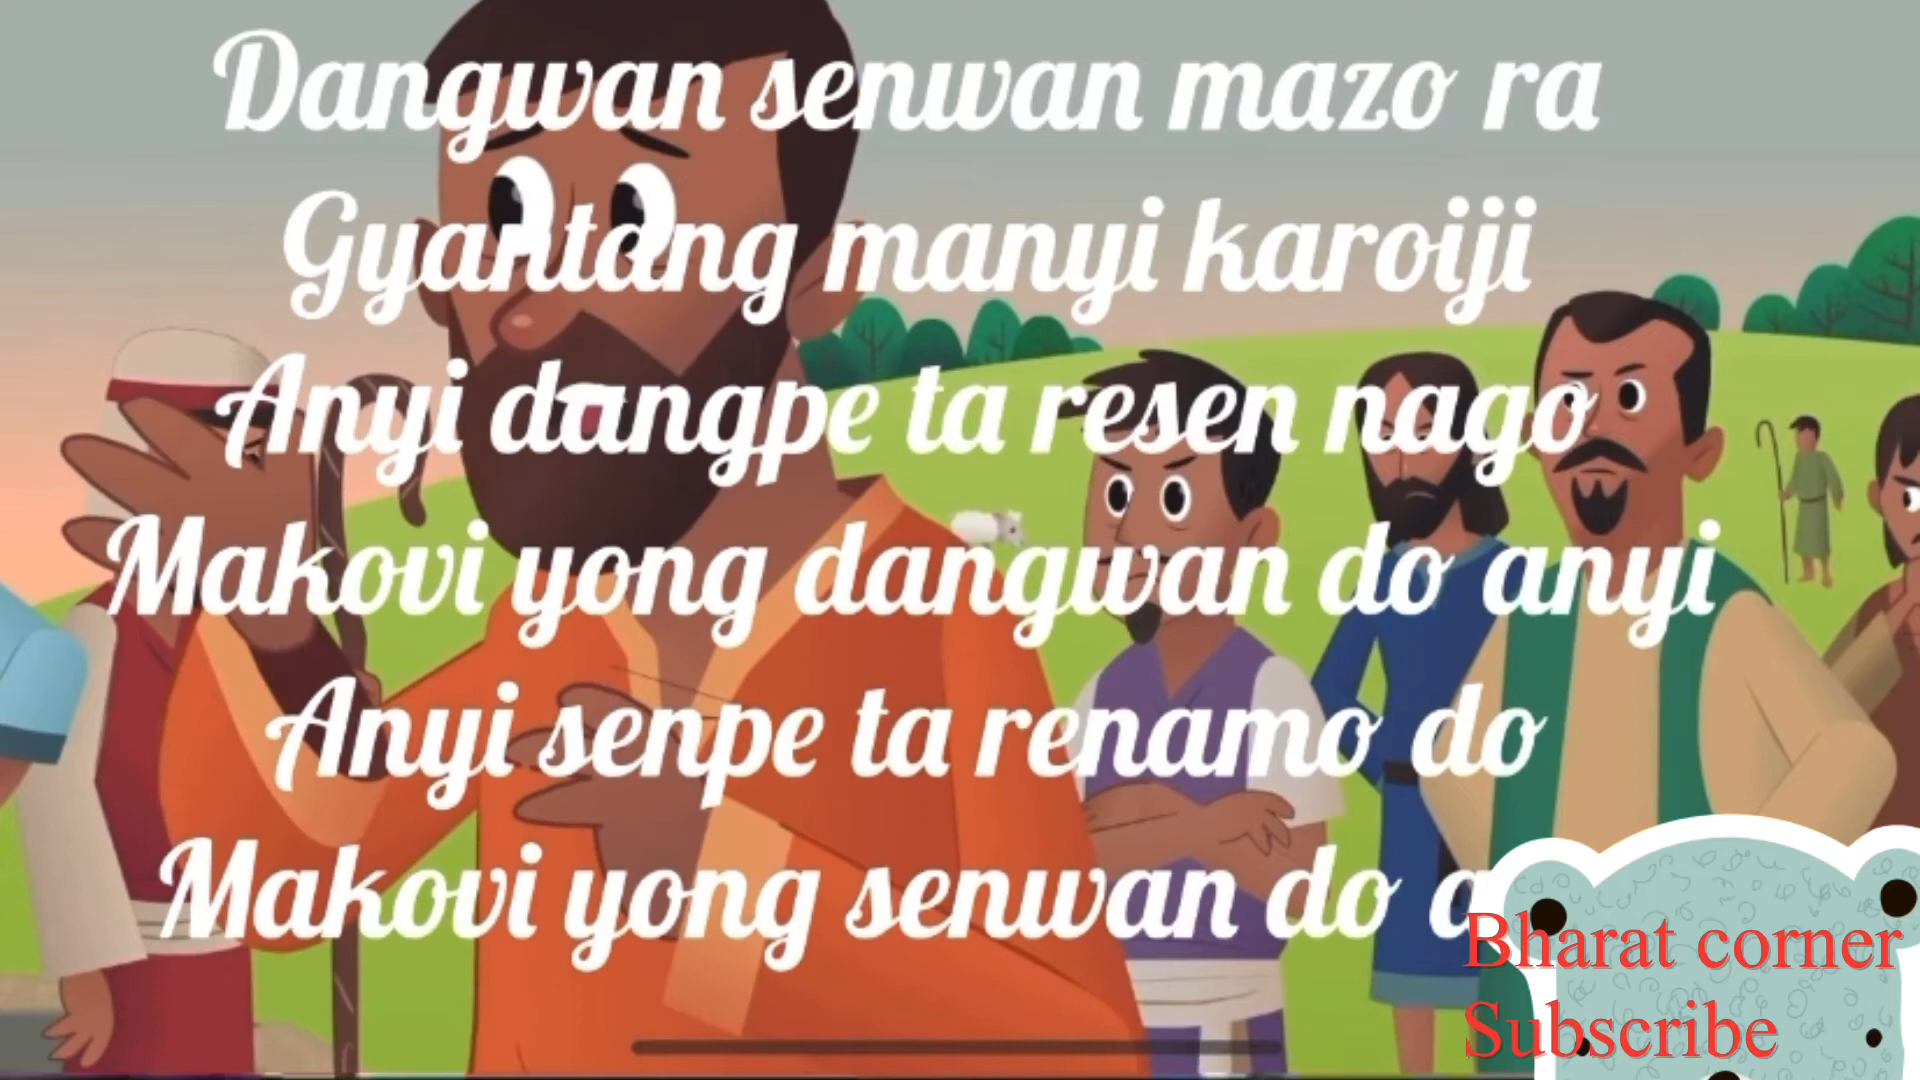 Dangwan senwan mazo ra
Gyantang manyi karoiji
Anyi dangpe ta resen nago
Makovi yong dangwan do anyi
Anyi senpe ta renamo do
Makovi yong senwan do
Bharat corner
Subscribe